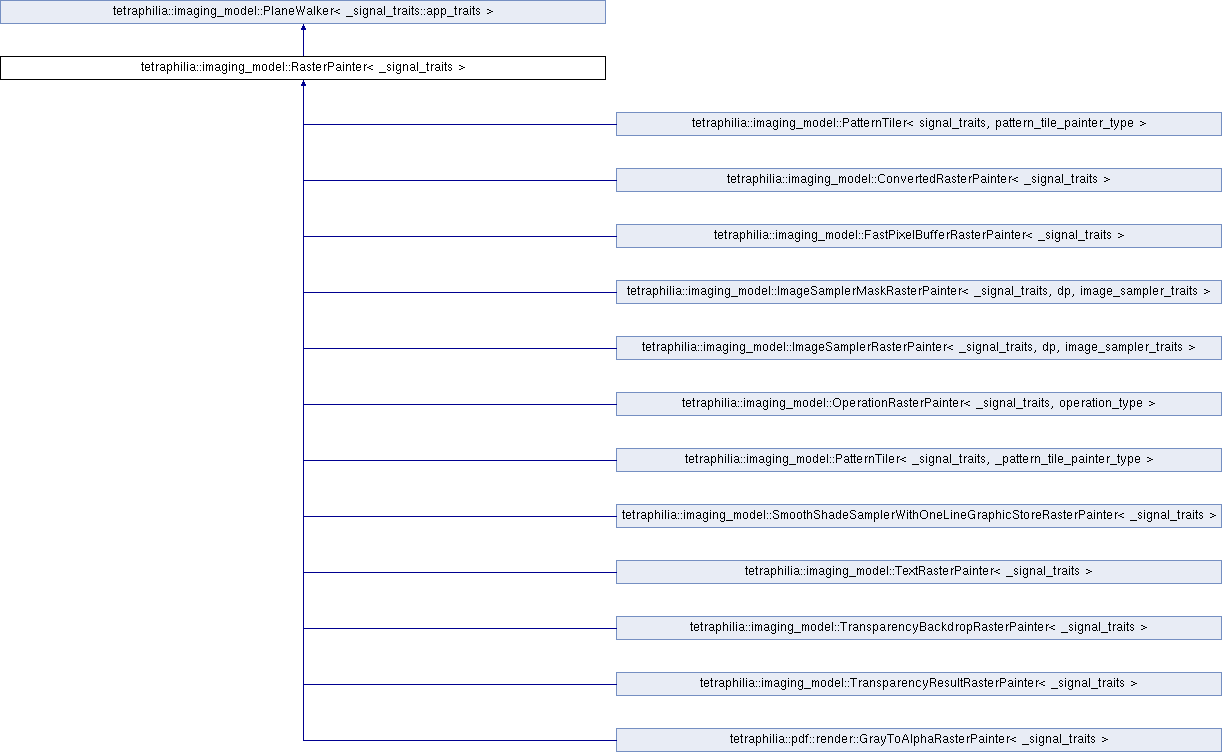 tetraphilia::imaging_model::PlaneWalker< _signal_traits::app_traits >
tetraphilia::imaging_model::RasterPainter< _signal_traits >
tetraphilia::imaging_model::PatternTiler< signal_traits, pattern_tile_painter_type >
tetraphilia::imaging_model::ConvertedRasterPainter< _signal_traits >
tetraphilia::imaging_model::FastPixelBufferRasterPainter< _signal_traits >
tetraphilia::imaging_model::ImageSamplerMaskRasterPainter< _signal_traits, dp, image_sampler_traits >
tetraphilia::imaging_model::ImageSamplerRasterPainter< _signal_traits, dp, image_sampler_traits >
tetraphilia::imaging_model::OperationRasterPainter< _signal_traits, operation_type >
tetraphilia::imaging_model::PatternTiler< _signal_traits, _pattern_tile_painter_type >
tetraphilia::imaging_model::SmoothShadeSamplerWithOneLineGraphicStoreRasterPainter< _signal_traits >
tetraphilia::imaging_model::TextRasterPainter< _signal_traits >
tetraphilia::imaging_model::TransparencyBackdropRasterPainter< _signal_traits >
tetraphilia::imaging_model::TransparencyResultRasterPainter< _signal_traits >
tetraphilia::pdf::render::GrayToAlphaRasterPainter< _signal_traits >